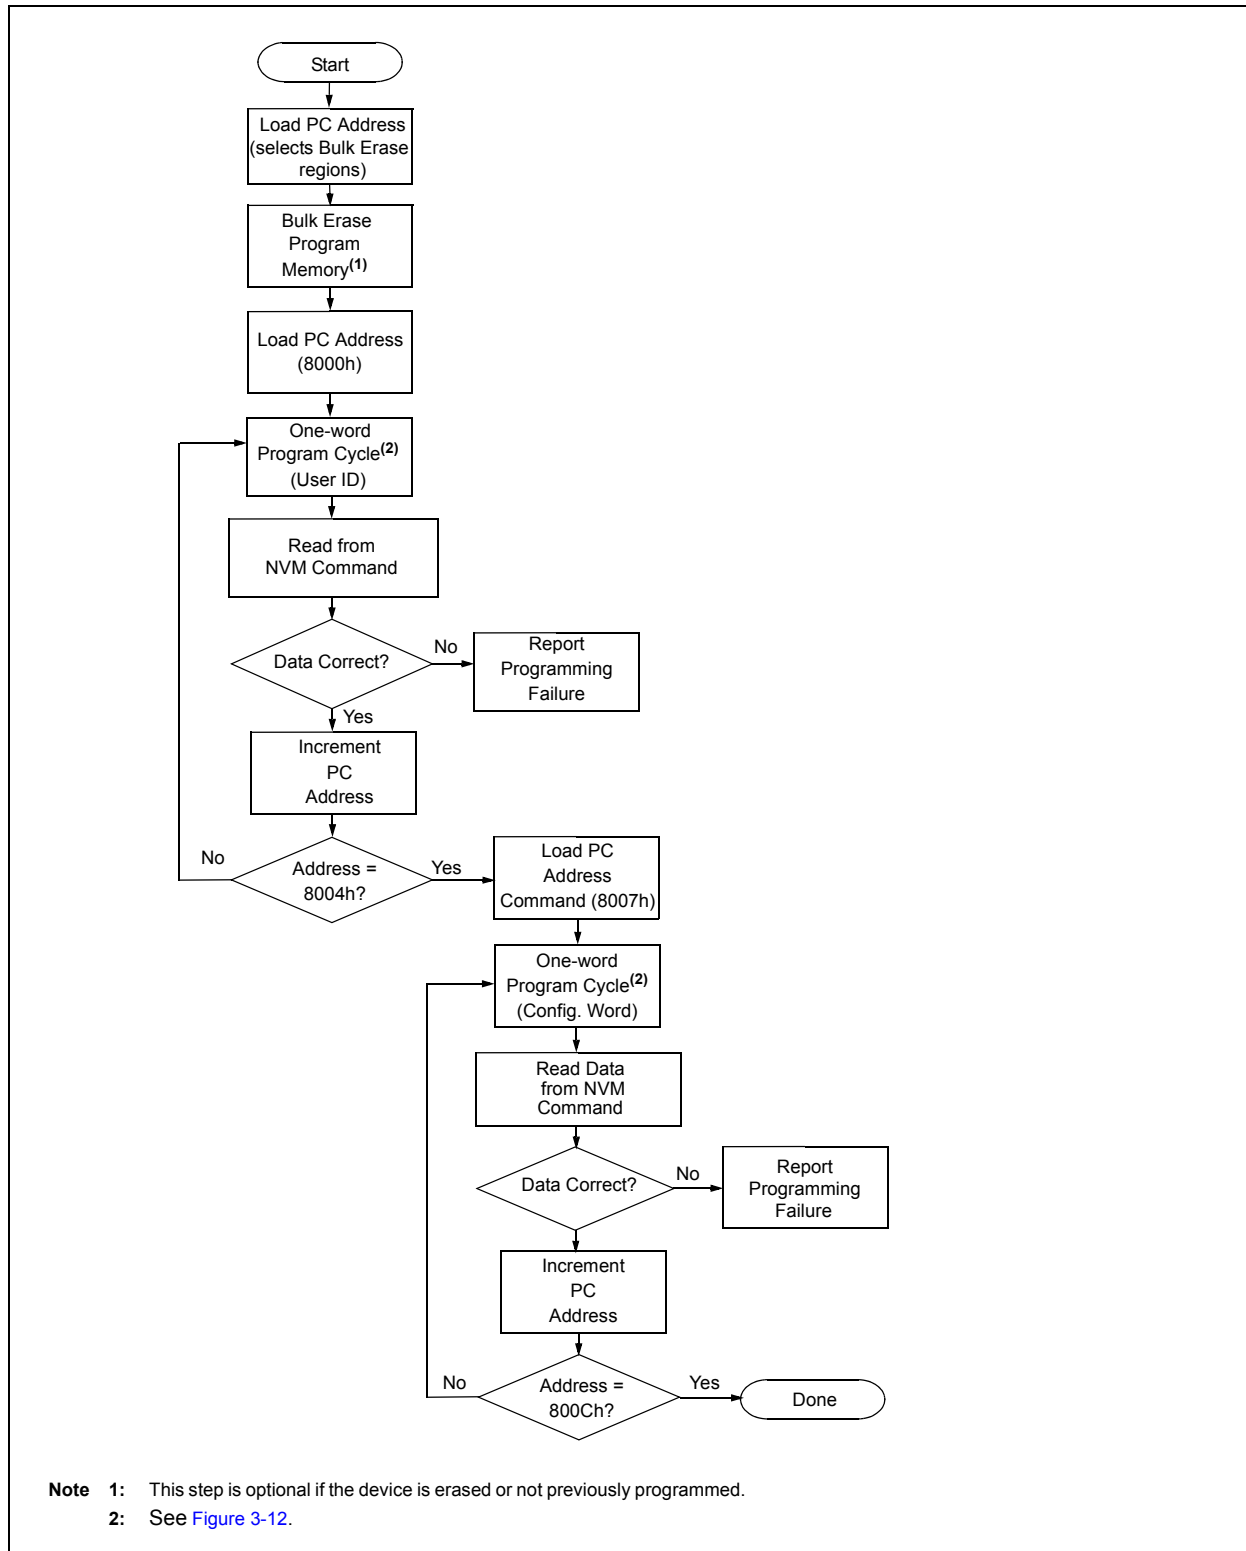 Start
Load PC Address
(selects Bulk Erase
regions)
Bulk Erase
Program
Memory(1)
Load PC Address
(8000h)
One-word
Program Cycle(2)
(User ID)
Read from
NVM Command
Data Correct?
No
Report
Programming
Failure
Yes
Increment
PC
Address
No
Address =
8004h?
Yes
Load PC
Address
Command (8007h)
One-word
Program Cycle(2)
(Config. Word)
Read Data
from NVM
Command
Data Correct?
No
Report
Programming
Failure
Increment
PC
Address
No
Address =
800Ch?
Yes
Done
Note 1: This step is optional if the device is erased or not previously programmed.
2: See Figure 3-12.